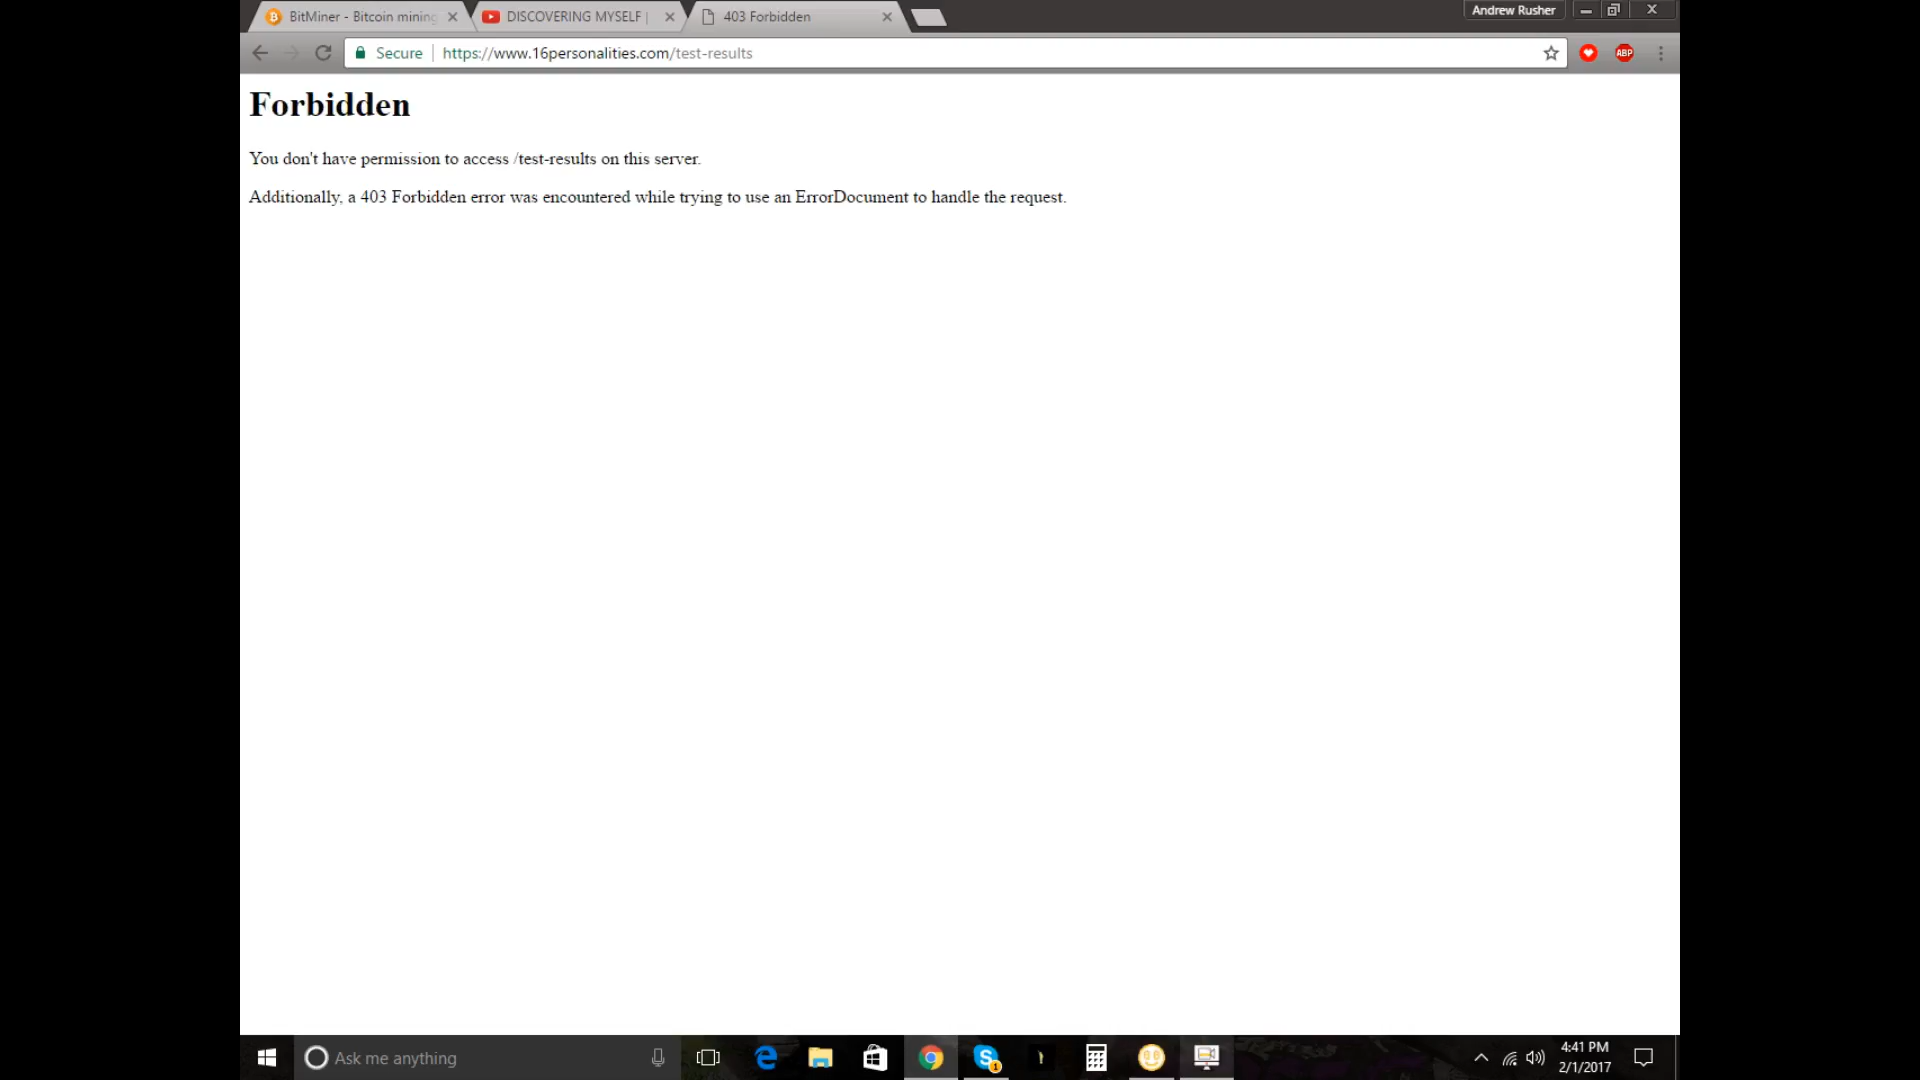 BitMiner - Bitcoin mining
DISCOVERING MYSELF |
403 Forbidden
Andrew Rusher
Secure
https://www.16personalities.com/test-results
ABP
Forbidden
You don't have permission to access /test-results on this server.
Additionally, a 403 Forbidden error was encountered while trying to use an ErrorDocument to handle the request.
Ask me anything
S
1
4:41 PM
2/1/2017